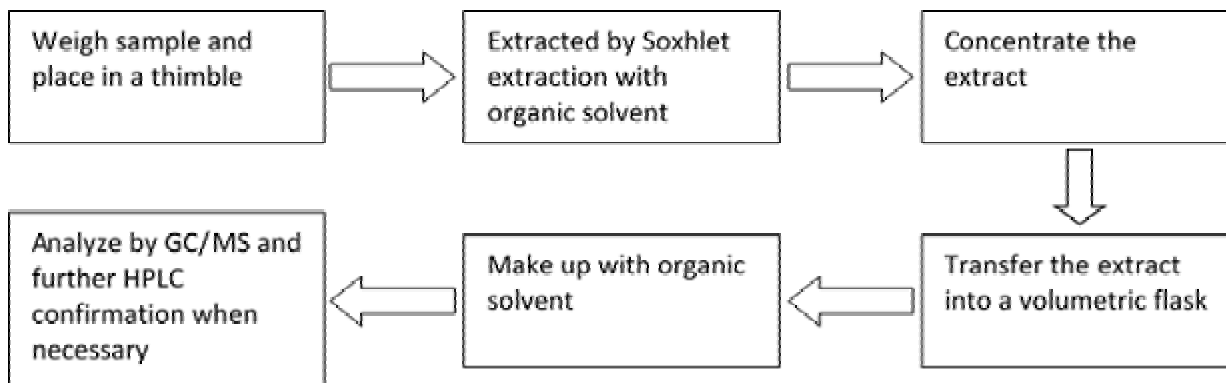 Weigh sample and
place in a thimble
Extracted by Soxhlet
extraction with
organic solvent
Concentrate the
extract
Transfer the extract
into a volumetric flask
Make up with organic
solvent
Analyze by GC/MS and
further HPLC
confirmation when
necessary